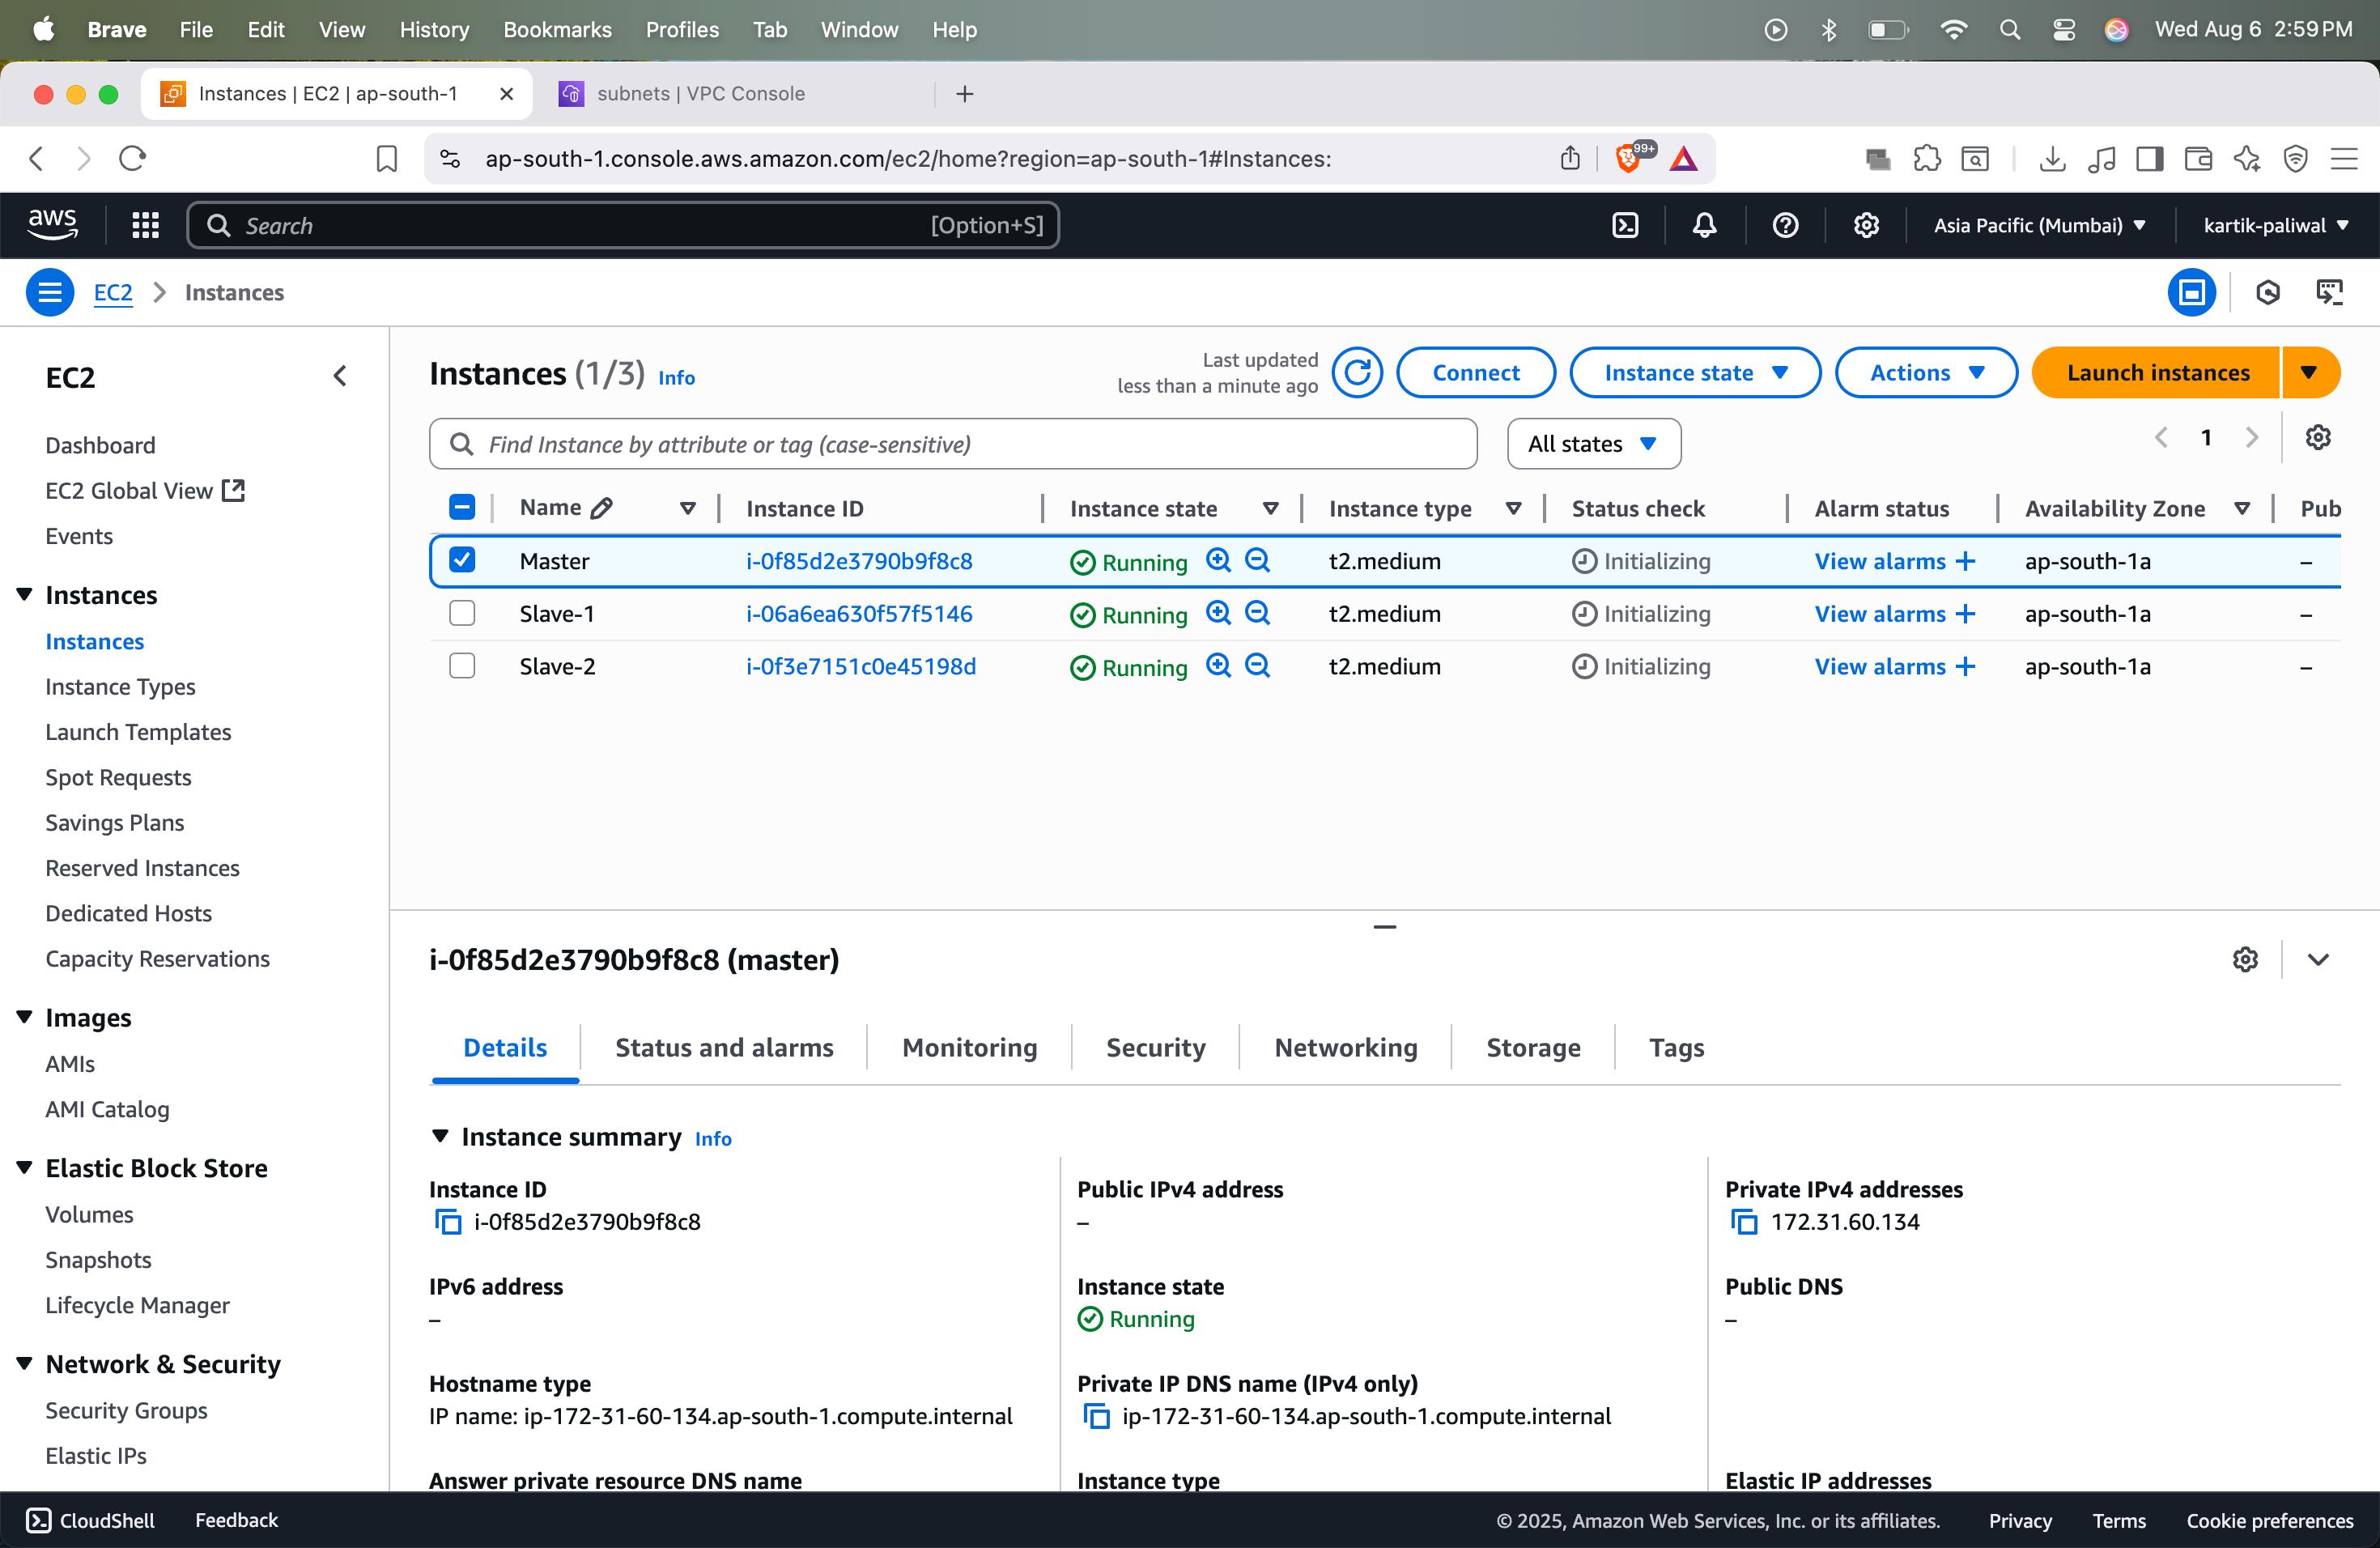 Brave File Edit View History Bookmarks Profiles Tab Window Help Wed Aug 6 2:59 PM
Instances | EC2 | ap-south-1 subnets | VPC Console
ap-south-1.console.aws.amazon.com/ec2/home?region=ap-south-1#Instances: 99+
aws Search [Option+S] Asia Pacific (Mumbai) kartik-paliwal
EC2 Instances
EC2
Dashboard
EC2 Global View
Events
Instances
Instances
Instance Types
Launch Templates
Spot Requests
Savings Plans
Reserved Instances
Dedicated Hosts
Capacity Reservations
Images
AMIs
AMI Catalog
Elastic Block Store
Volumes
Snapshots
Lifecycle Manager
Network & Security
Security Groups
Elastic IPs
Instances (1/3) Info
Last updated
less than a minute ago
Connect Instance state Actions Launch instances
Find Instance by attribute or tag (case-sensitive) All states 1
Name Instance ID Instance state Instance type Status check Alarm status Availability Zone Pub
Master i-0f85d2e3790b9f8c8 Running t2.medium Initializing View alarms + ap-south-1a –
Slave-1 i-06a6ea630f57f5146 Running t2.medium Initializing View alarms + ap-south-1a –
Slave-2 i-0f3e7151c0e45198d Running t2.medium Initializing View alarms + ap-south-1a –
i-0f85d2e3790b9f8c8 (master)
Details Status and alarms Monitoring Security Networking Storage Tags
Instance summary Info
Instance ID Public IPv4 address Private IPv4 addresses
i-0f85d2e3790b9f8c8 – 172.31.60.134
IPv6 address Instance state Public DNS
– Running –
Hostname type Private IP DNS name (IPv4 only)
IP name: ip-172-31-60-134.ap-south-1.compute.internal ip-172-31-60-134.ap-south-1.compute.internal
Answer private resource DNS name Instance type Elastic IP addresses
CloudShell Feedback © 2025, Amazon Web Services, Inc. or its affiliates. Privacy Terms Cookie preferences